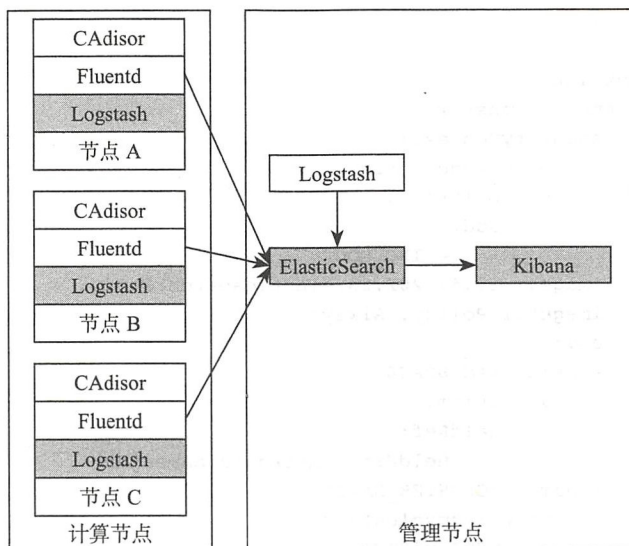 CAdisor
Fluentd
Logstash
节点 A
CAdisor
Fluentd
Logstash
节点 B
CAdisor
Fluentd
Logstash
节点 C
计算节点
Logstash
ElasticSearch
Kibana
管理节点